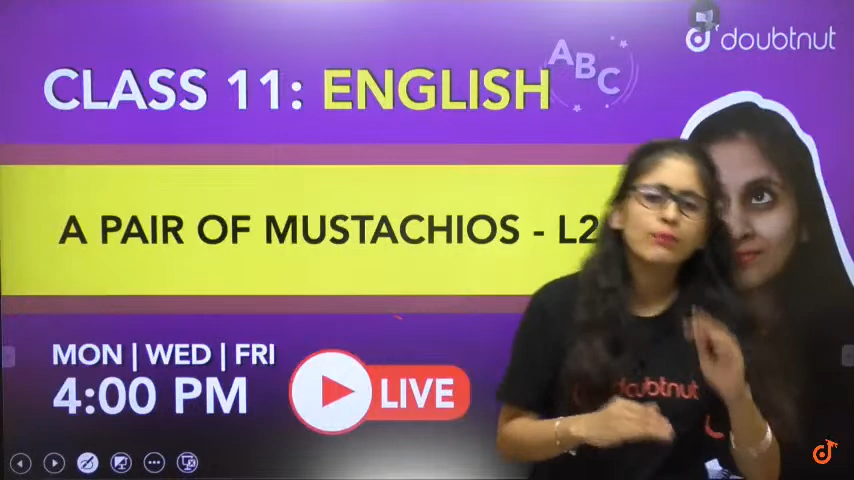 doubtnut
CLASS 11: ENGLISH
ABC
A PAIR OF MUSTACHIOS - L2
MON | WED | FRI
4:00 PM
LIVE
doubtnut